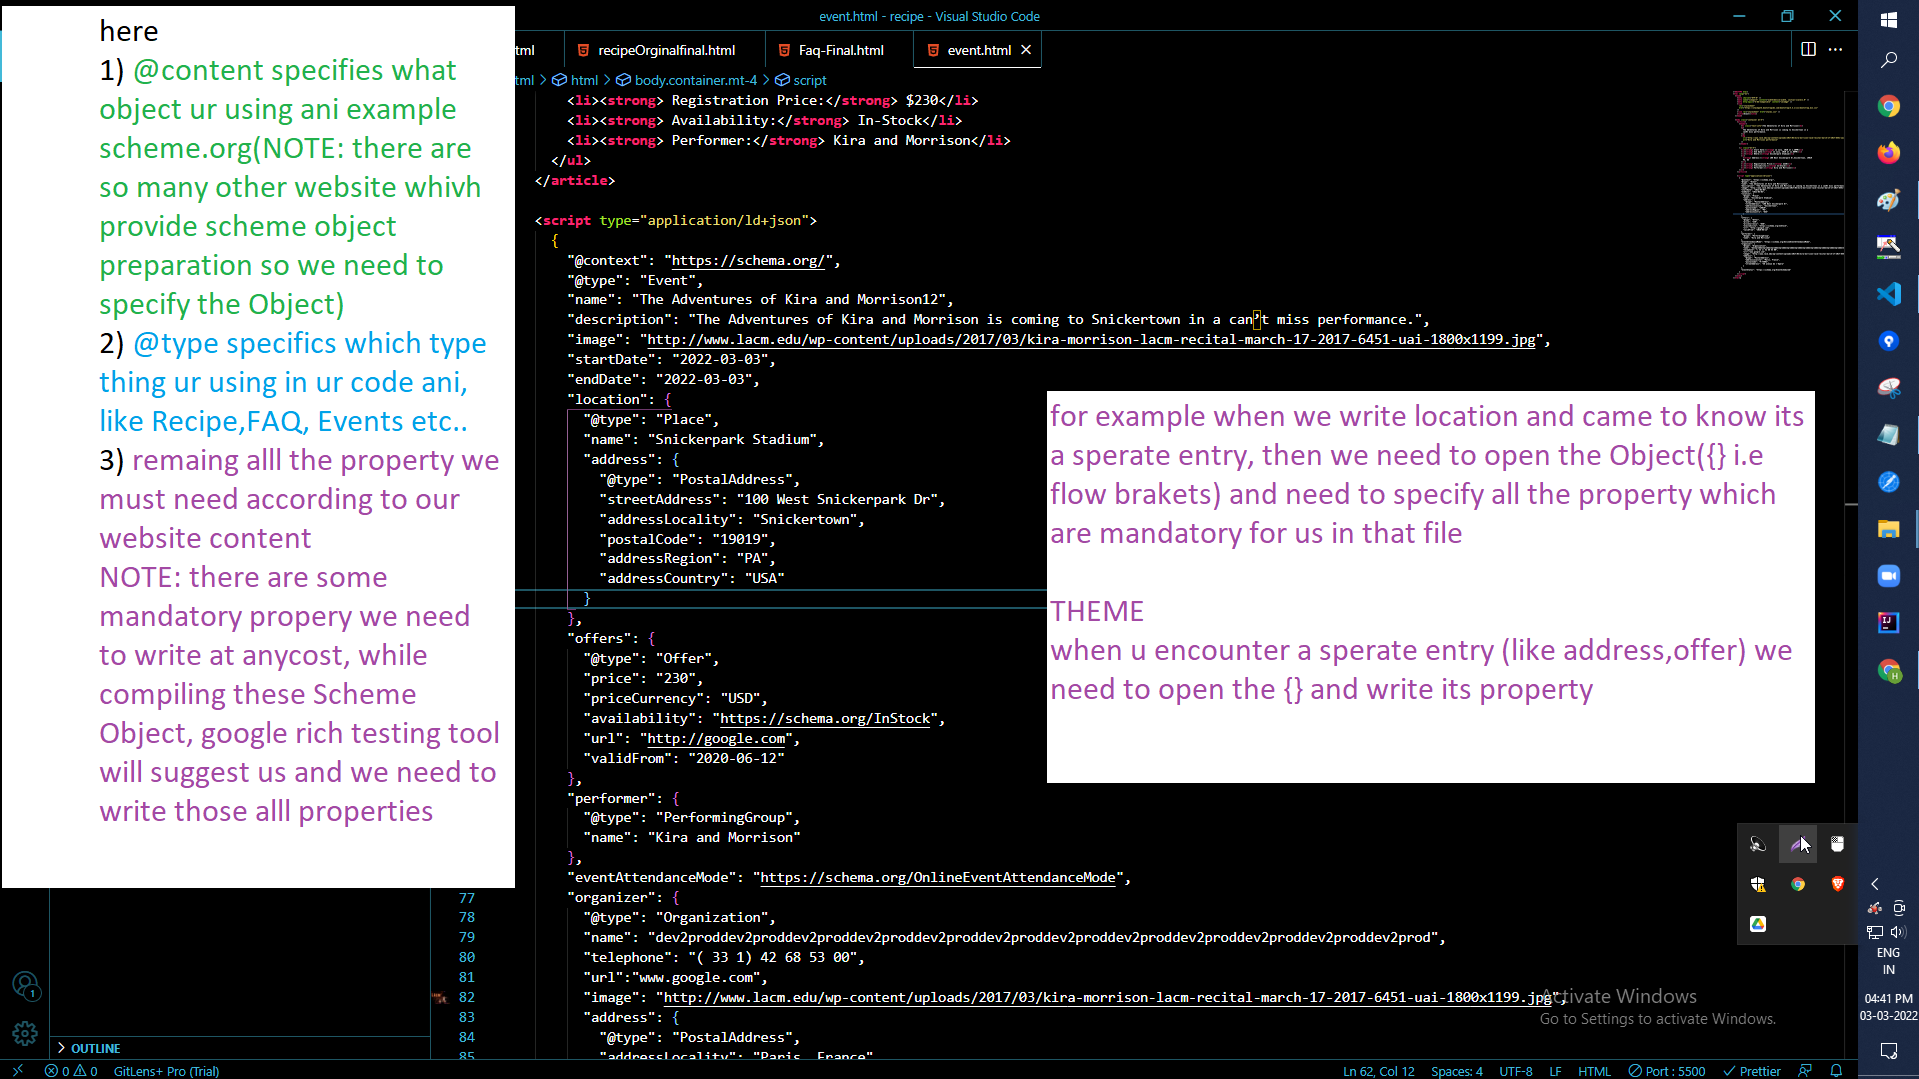 event.html - recipe - Visual Studio Code
here
1) @content specifies what
object ur using ani example
scheme.org(NOTE: there are
so many other website whivh
provide scheme object
preparation so we need to
specify the Object)
2) @type specifics which type
thing ur using in ur code ani,
like Recipe,FAQ, Events etc..
3) remaing alll the property we
must need according to our
website content
NOTE: there are some
mandatory propery we need
to write at anycost, while
compiling these Scheme
Object, google rich testing tool
will suggest us and we need to
write those alll properties
tml recipeOrginalfinal.html Faq-Final.html event.html
tml > html > body.container.mt-4 > script
<li><strong> Registration Price:</strong> $230</li>
<li><strong> Availability:</strong> In-Stock</li>
<li><strong> Performer:</strong> Kira and Morrison</li>
</ul>
</article>
<script type="application/ld+json">
{
"@context": "https://schema.org/",
"@type": "Event",
"name": "The Adventures of Kira and Morrison12",
"description": "The Adventures of Kira and Morrison is coming to Snickertown in a can’t miss performance.",
"image": "http://www.lacm.edu/wp-content/uploads/2017/03/kira-morrison-lacm-recital-march-17-2017-6451-uai-1800x1199.jpg",
"startDate": "2022-03-03",
"endDate": "2022-03-03",
"location": {
"@type": "Place",
"name": "Snickerpark Stadium",
"address": {
"@type": "PostalAddress",
"streetAddress": "100 West Snickerpark Dr",
"addressLocality": "Snickertown",
"postalCode": "19019",
"addressRegion": "PA",
"addressCountry": "USA"
}
},
"offers": {
"@type": "Offer",
"price": "230",
"priceCurrency": "USD",
"availability": "https://schema.org/InStock",
"url": "http://google.com",
"validFrom": "2020-06-12"
},
"performer": {
"@type": "PerformingGroup",
"name": "Kira and Morrison"
},
"eventAttendanceMode": "https://schema.org/OnlineEventAttendanceMode",
77 "organizer": {
78 "@type": "Organization",
79 "name": "dev2proddev2proddev2proddev2proddev2proddev2proddev2proddev2proddev2proddev2proddev2prod",
80 "telephone": "( 33 1) 42 68 53 00",
81 "url":"www.google.com",
82 "image": "http://www.lacm.edu/wp-content/uploads/2017/03/kira-morrison-lacm-recital-march-17-2017-6451-uai-1800x1199.jpg",
83 "address": {
84 "@type": "PostalAddress",
85 "addressLocality": "Paris, France",
for example when we write location and came to know its
a sperate entry, then we need to open the Object({} i.e
flow brakets) and need to specify all the property which
are mandatory for us in that file
THEME
when u encounter a sperate entry (like address,offer) we
need to open the {} and write its property
Activate Windows
Go to Settings to activate Windows.
ENG
IN
04:41 PM
03-03-2022
1
OUTLINE
0 0 GitLens+ Pro (Trial)
Ln 62, Col 12 Spaces: 4 UTF-8 LF HTML Port : 5500 Prettier